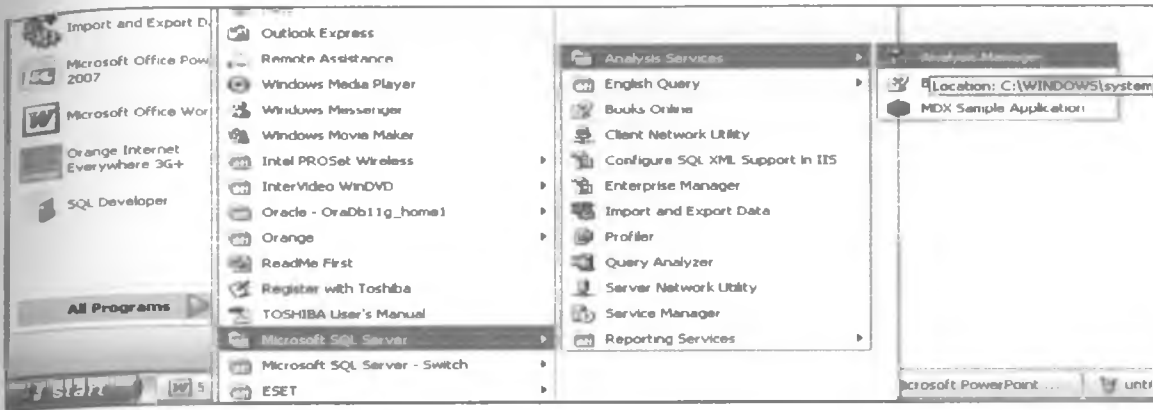 Import and Export D
Microsoft Office Pow
2007
Microsoft Office Wor
Orange Internet
Everywhere 3G+
SQL Developer
All Programs
Outlook Express
Remote Assistance
Windows Media Player
Windows Messenger
Windows Movie Maker
Intel PROSet Wireless
InterVideo WinDVD
Oracle - OraDb11g_home1
Orange
ReadMe First
Register with Toshiba
TOSHIBA User's Manual
Microsoft SQL Server
Microsoft SQL Server - Switch
ESET
Analysis Services
English Query
Books Online
Client Network Utility
Configure SQL XML Support in IIS
Enterprise Manager
Import and Export Data
Profiler
Query Analyzer
Server Network Utility
Service Manager
Reporting Services
Analysis Manager
Location: C:\WINDOWS\system
MDX Sample Application
start
5
crosoft PowerPoint ...
unt